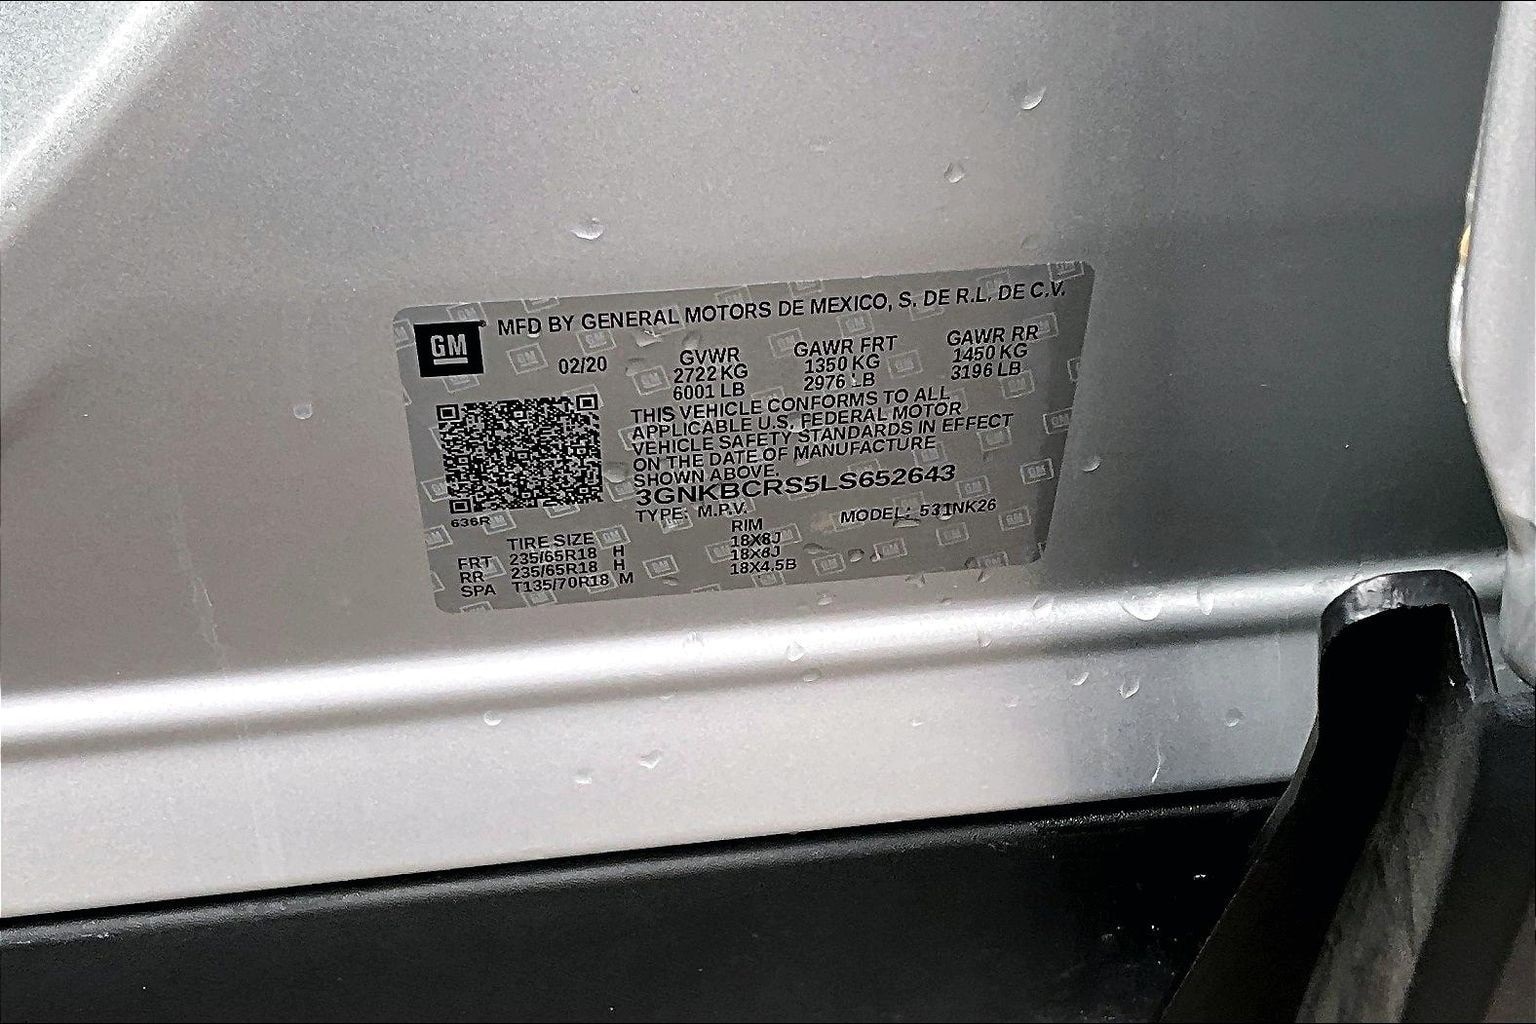 GM
MFD BY GENERAL MOTORS DE MEXICO, S. DE R.L. DE C.V.
02/20
GVWR
2722 KG
6001 LB
GAWR FRT
1350 KG
2976 LB
GAWR RR
1450 KG
3196 LB
THIS VEHICLE CONFORMS TO ALL
APPLICABLE U.S. FEDERAL MOTOR
VEHICLE SAFETY STANDARDS IN EFFECT
ON THE DATE OF MANUFACTURE
SHOWN ABOVE.
3GNKBCRS5LS652643
TYPE: M.P.V. MODEL: 531NK26
636R
TIRE SIZE RIM
FRT 235/65R18 H 18X8J
RR 235/65R18 H 18X8J
SPA T135/70R18 M 18X4.5B